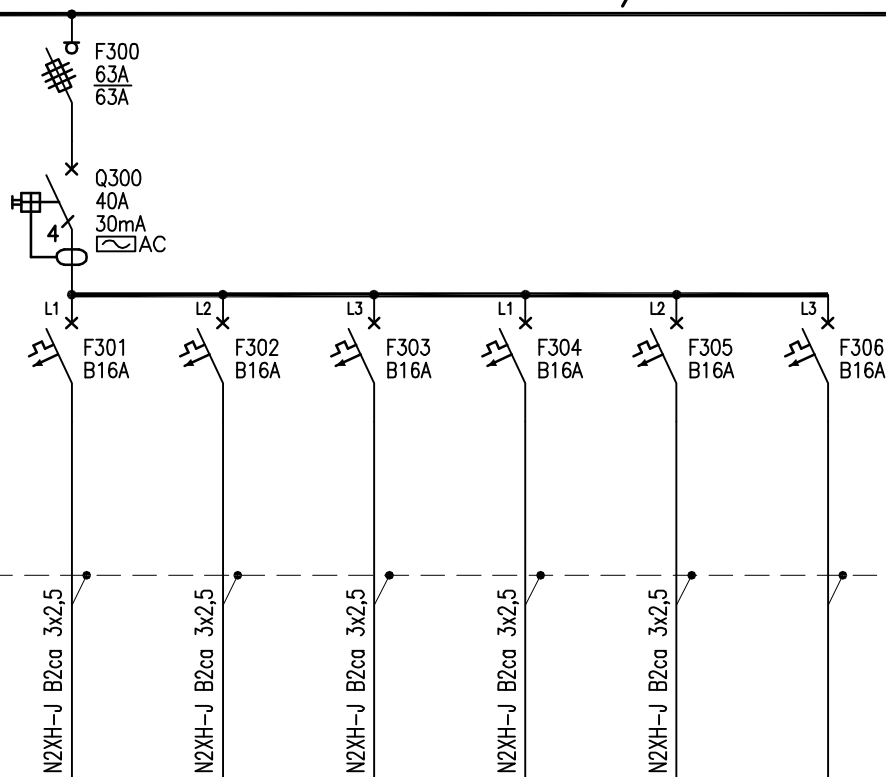 F300
63A
63A
Q300
40A
30mA
AC
4
L1
L2
L3
L1
L2
L3
F301
B16A
F302
B16A
F303
B16A
F304
B16A
F305
B16A
F306
B16A
N2XH-J B2ca 3x2,5
N2XH-J B2ca 3x2,5
N2XH-J B2ca 3x2,5
N2XH-J B2ca 3x2,5
N2XH-J B2ca 3x2,5